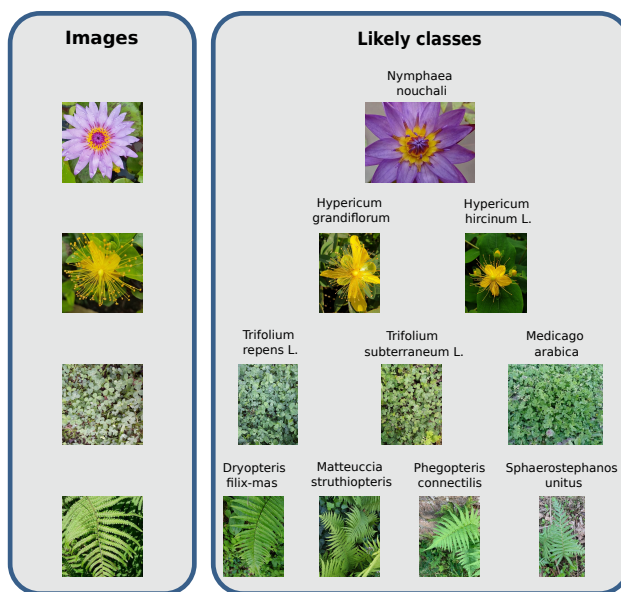 Images
Likely classes
Nymphaea
nouchali
Hypericum
grandiflorum
Hypericum
hircinum L.
Trifolium
repens L.
Trifolium
subterraneum L.
Medicago
arabica
Dryopteris
filix-mas
Matteuccia
struthiopteris
Phegopteris
connectilis
Sphaerostephanos
unitus